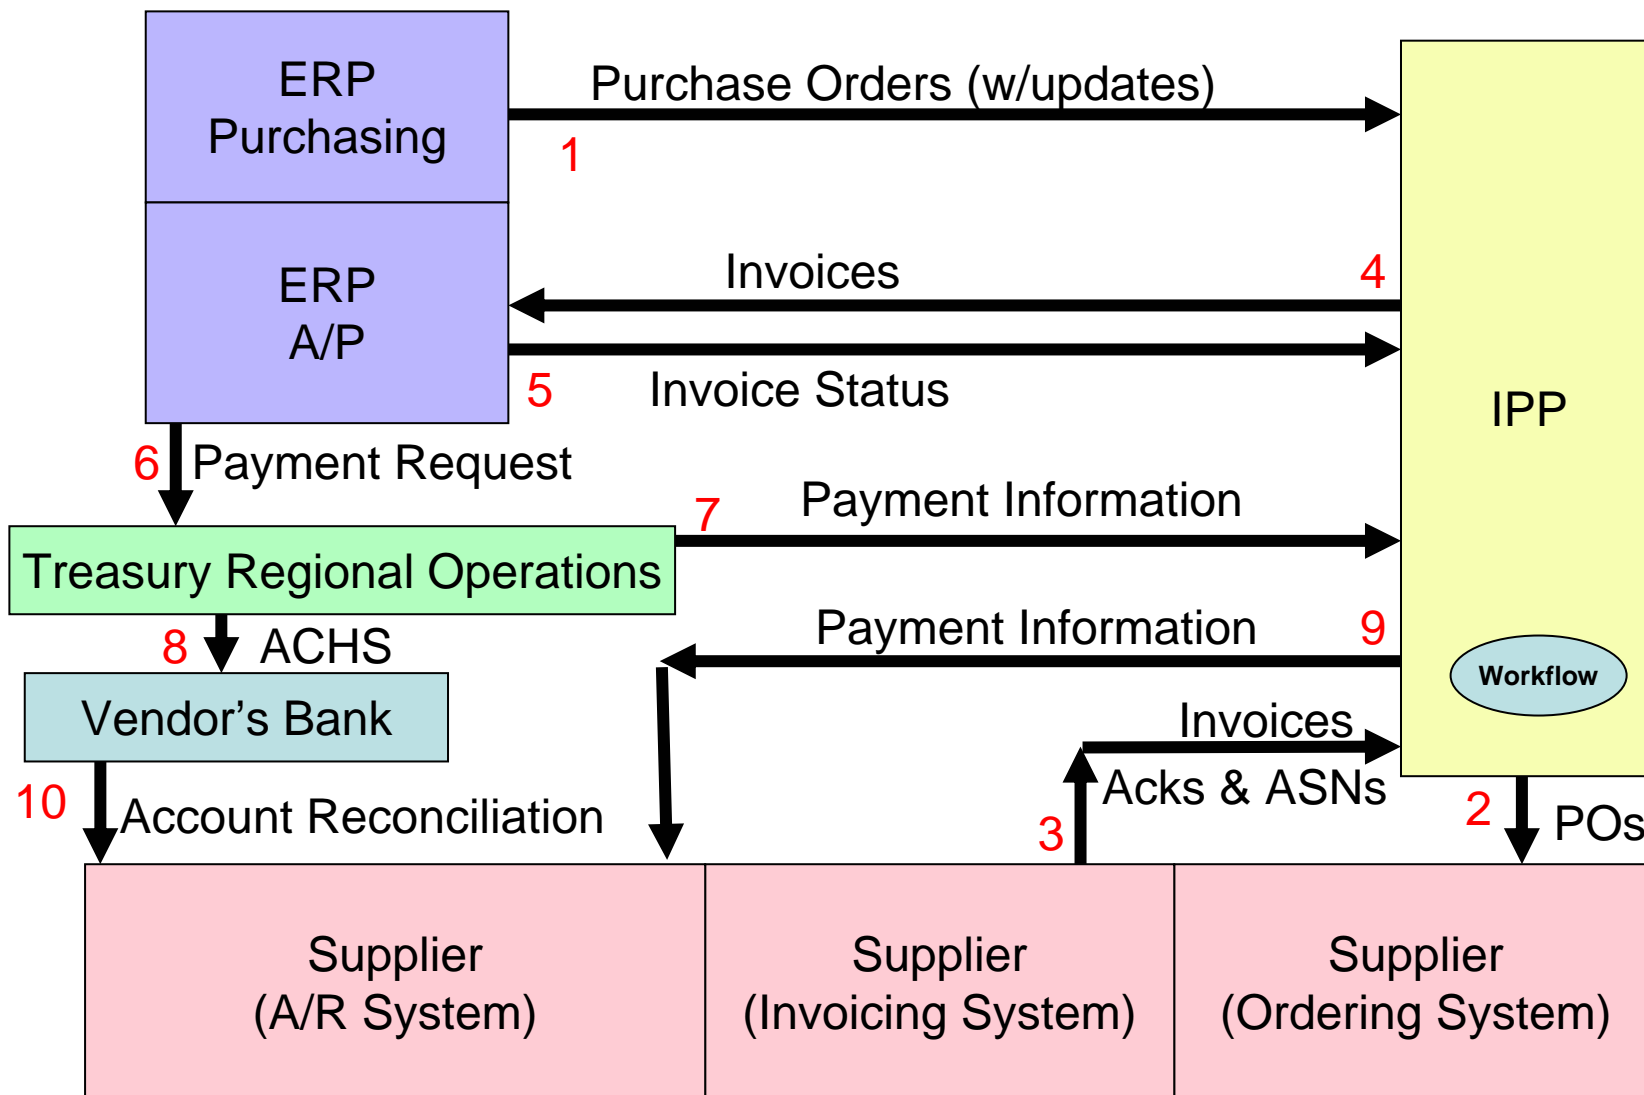 ERP
Purchasing
Purchase Orders (w/updates)
1
ERP
A/P
Invoices
4
5
Invoice Status
IPP
6
Payment Request
7
Payment Information
Treasury Regional Operations
8
ACHS
Payment Information
9
Workflow
Vendor’s Bank
Invoices
10
Account Reconciliation
3
Acks & ASNs
2
POs
Supplier
(A/R System)
Supplier
(Invoicing System)
Supplier
(Ordering System)